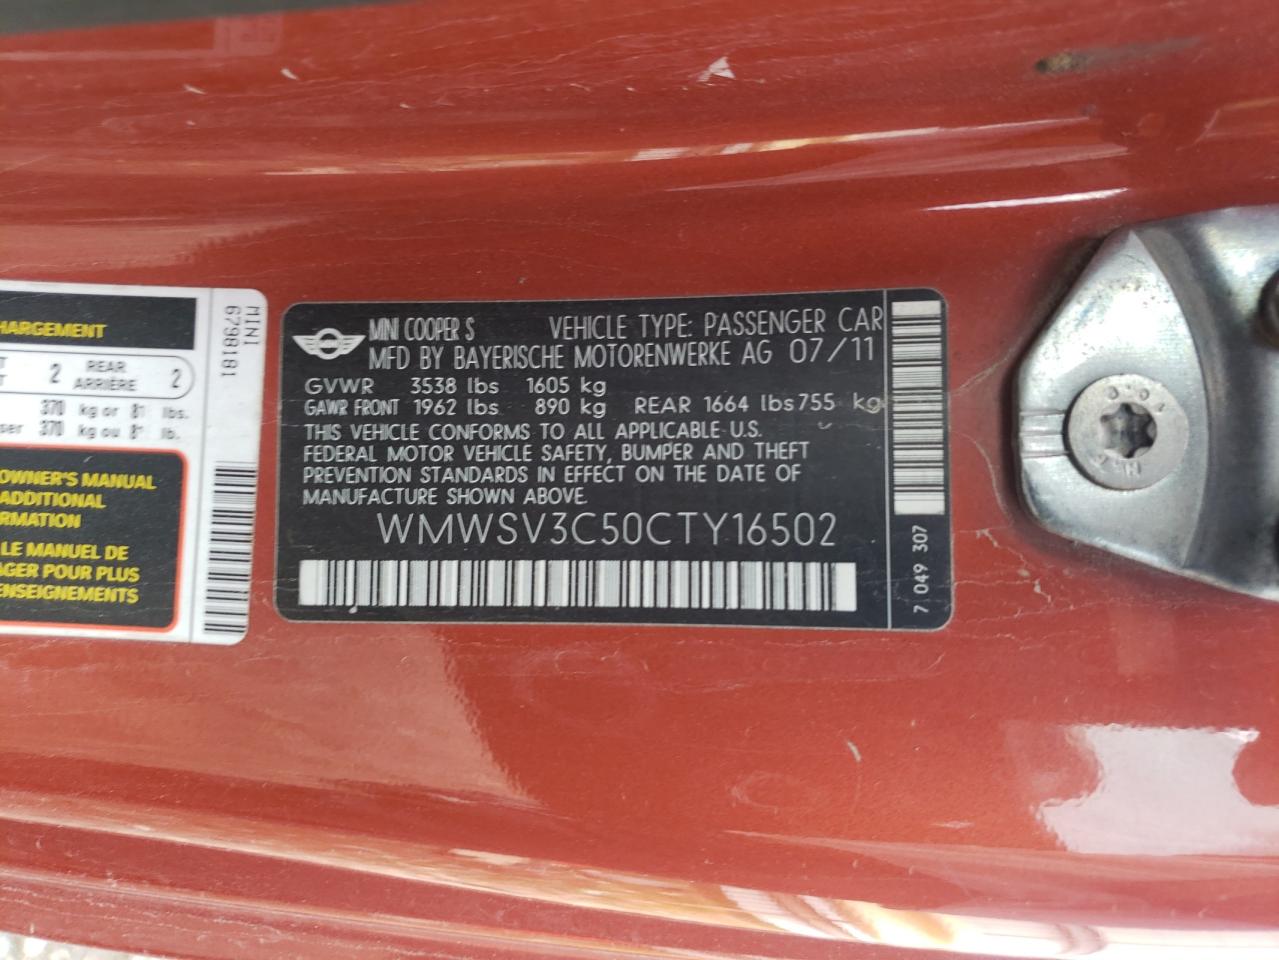 HARGEMENT
2 REAR
ARRIÈRE 2
370 kg or lbs.
ser 370 kg ou lb.
OWNER'S MANUAL
ADDITIONAL
RMATION
LE MANUEL DE
GER POUR PLUS
ENSEIGNEMENTS
MINI
6798181
MINI COOPER S VEHICLE TYPE: PASSENGER CAR
MFD BY BAYERISCHE MOTORENWERKE AG 07/11
GVWR 3538 lbs 1605 kg
GAWR FRONT 1962 lbs 890 kg REAR 1664 lbs 755 kg
THIS VEHICLE CONFORMS TO ALL APPLICABLE U.S.
FEDERAL MOTOR VEHICLE SAFETY, BUMPER AND THEFT
PREVENTION STANDARDS IN EFFECT ON THE DATE OF
MANUFACTURE SHOWN ABOVE.
WMWSV3C50CTY16502
7 049 307